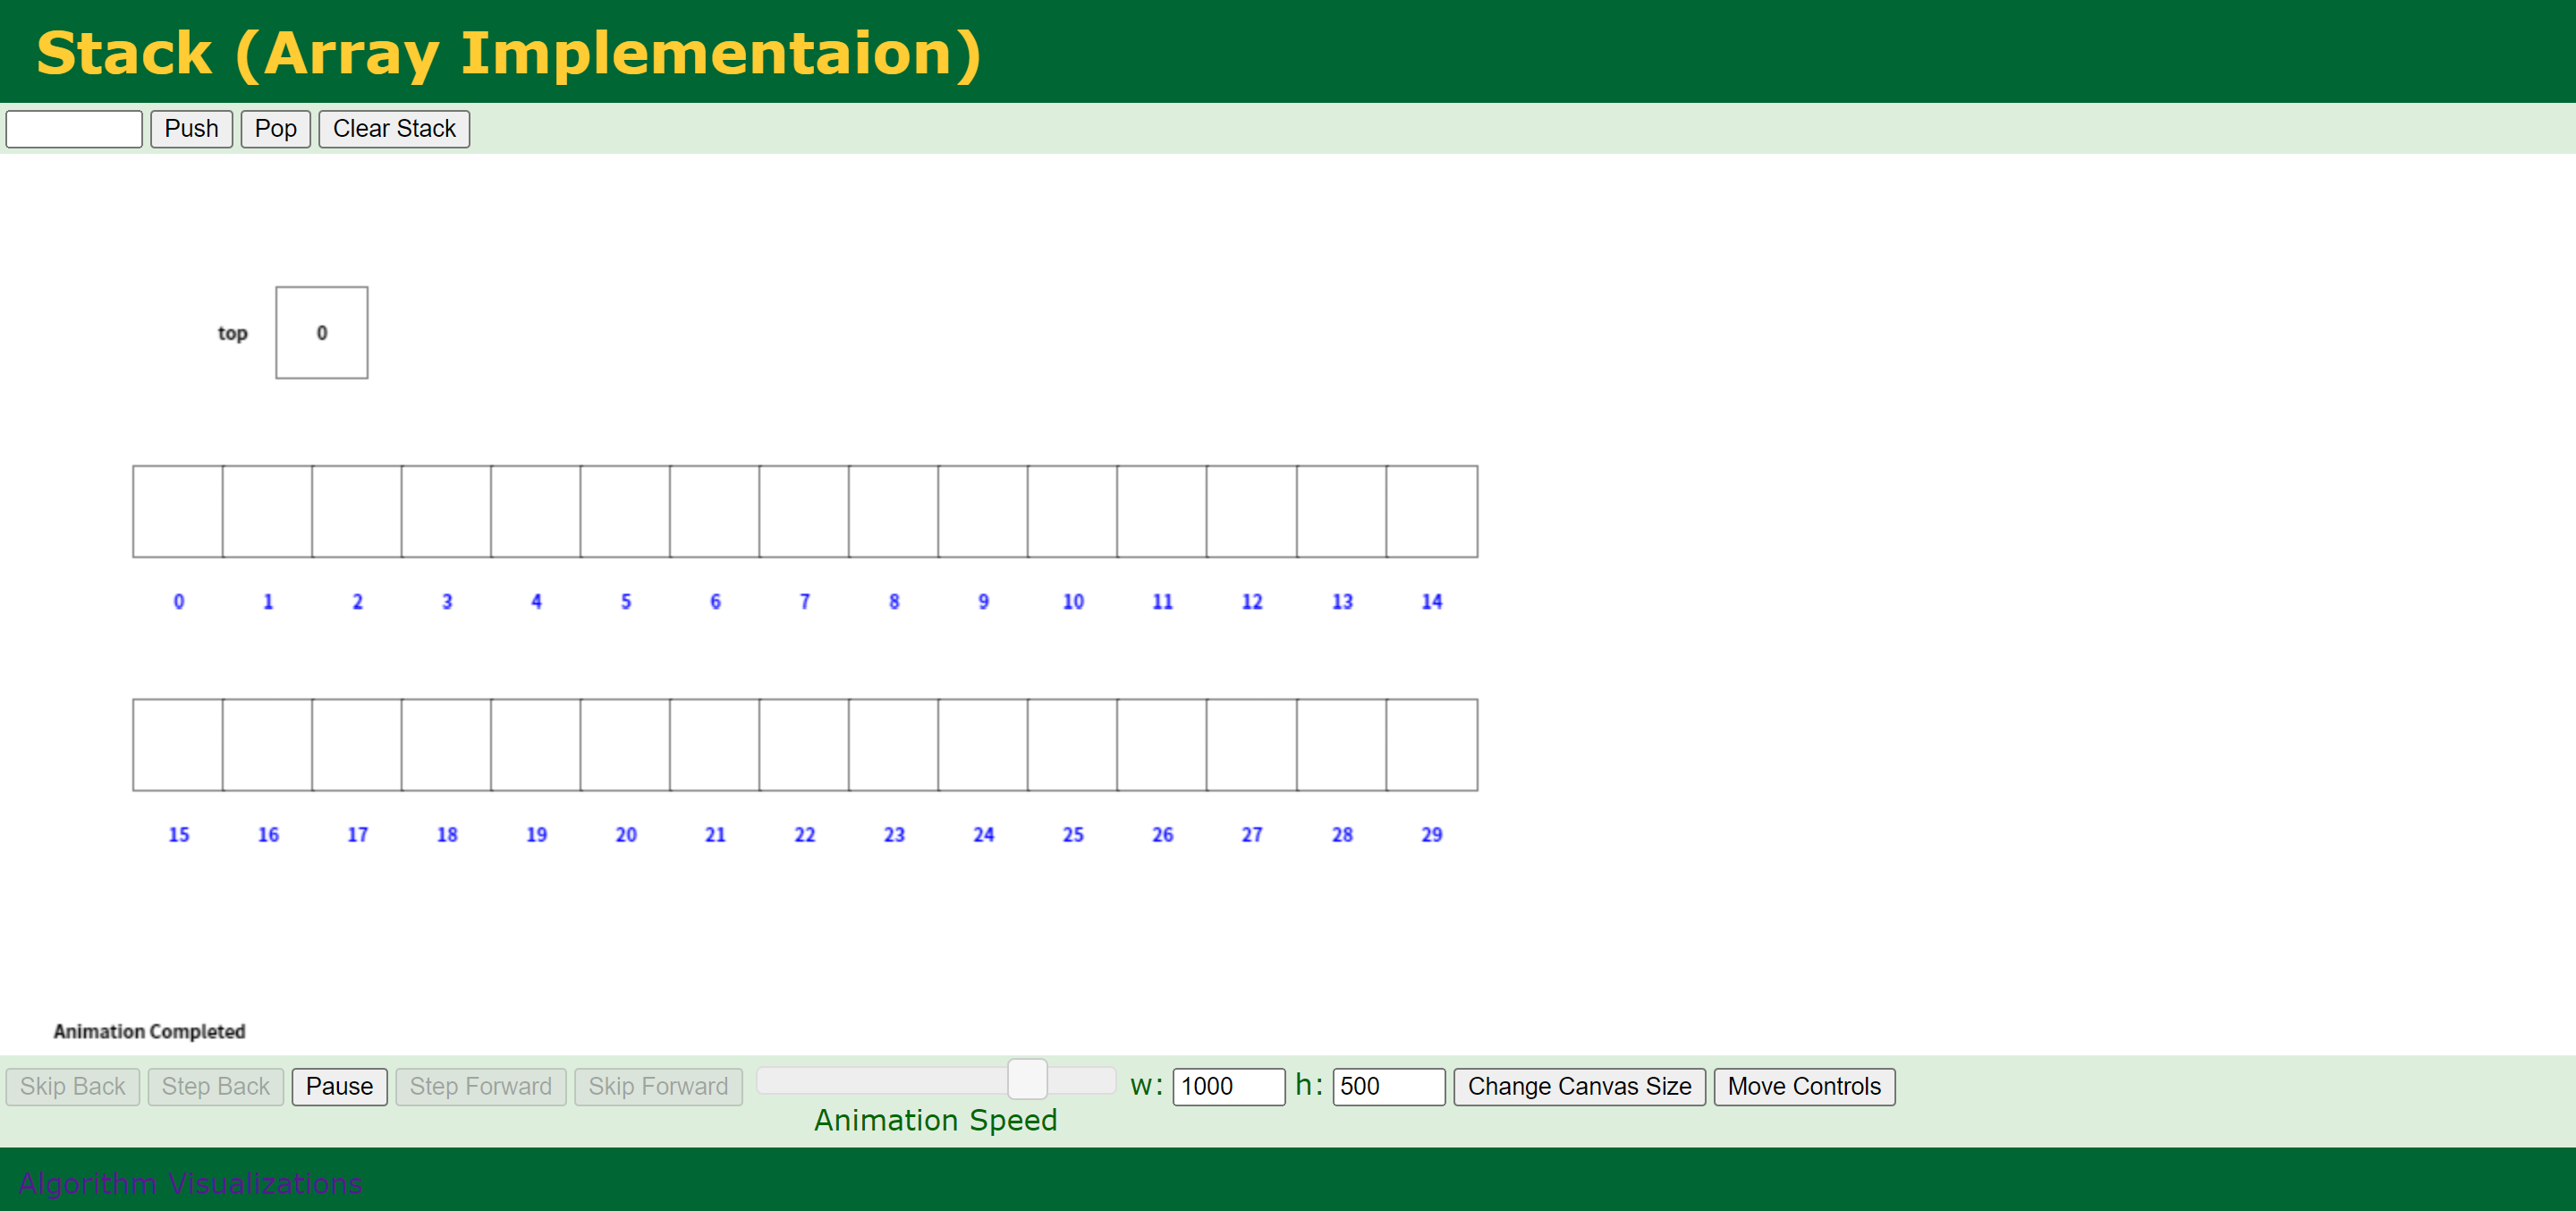 Stack (Array Implementaion)
Push Pop Clear Stack
top 0
0 1 2 3 4 5 6 7 8 9 10 11 12 13 14
15 16 17 18 19 20 21 22 23 24 25 26 27 28 29
Animation Completed
Skip Back Step Back Pause Step Forward Skip Forward w: 1000 h: 500 Change Canvas Size Move Controls
Animation Speed
Algorithm Visualizations